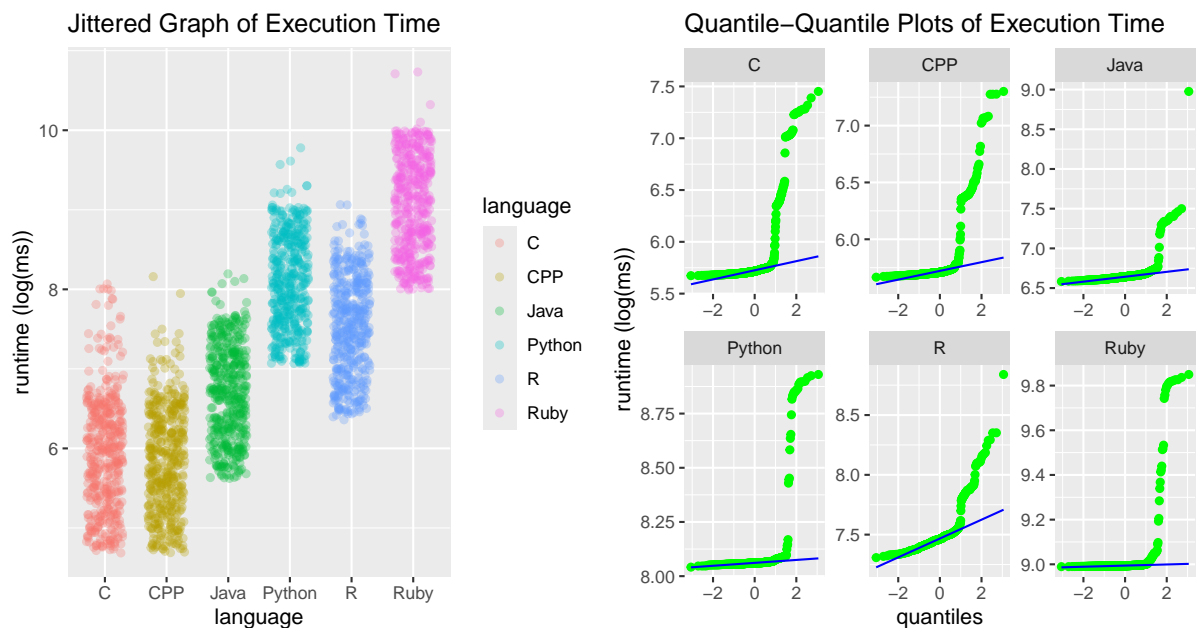 Jittered Graph of Execution Time
10
8
6
runtime (log(ms))
C
CPP
Java
Python
R
Ruby
language
language
C
CPP
Java
Python
R
Ruby
Quantile−Quantile Plots of Execution Time
C
CPP
Java
7.5
7.0
6.5
6.0
5.5
−2
0
2
7.0
6.5
6.0
−2
0
2
9.0
8.5
8.0
7.5
7.0
6.5
−2
0
2
Python
R
Ruby
8.75
8.50
8.25
8.00
−2
0
2
8.5
8.0
7.5
−2
0
2
9.8
9.6
9.4
9.2
9.0
−2
0
2
runtime (log(ms))
quantiles